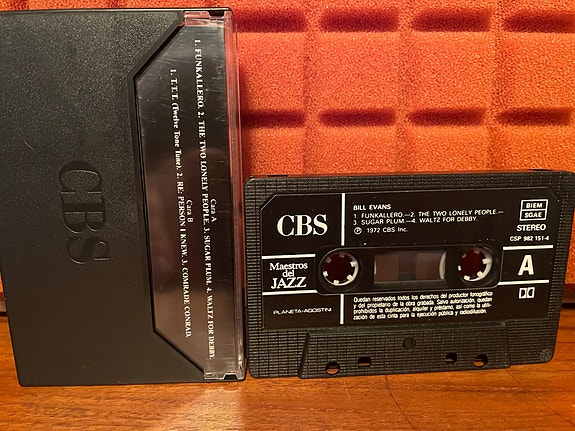 CBS
Cara A
1. FUNKALLERO. 2. THE TWO LONELY PEOPLE. 3. SUGAR PLUM. 4. WALTZ FOR DEBBY.
Cara B
1. T.T.T. (Twelve Tone Tune). 2. RE: PERSON I KNEW. 3. COMRADE CONRAD.
CBS
BILL EVANS
1. FUNKALLERO.—2. THE TWO LONELY PEOPLE.—
3. SUGAR PLUM.—4. WALTZ FOR DEBBY.
Ⓟ 1972 CBS Inc.
BIEM
SGAE
STEREO
CSP 982 151-4
Maestros
del
JAZZ
A
PLANETA-AGOSTINI
Quedan reservados todos los derechos del productor fonográfico
y del propietario de la obra grabada. Salvo autorización, quedan
prohibidos la duplicación, alquiler y préstamo, así como la utili-
zación de esta cinta para la ejecución pública y radiodifusión.